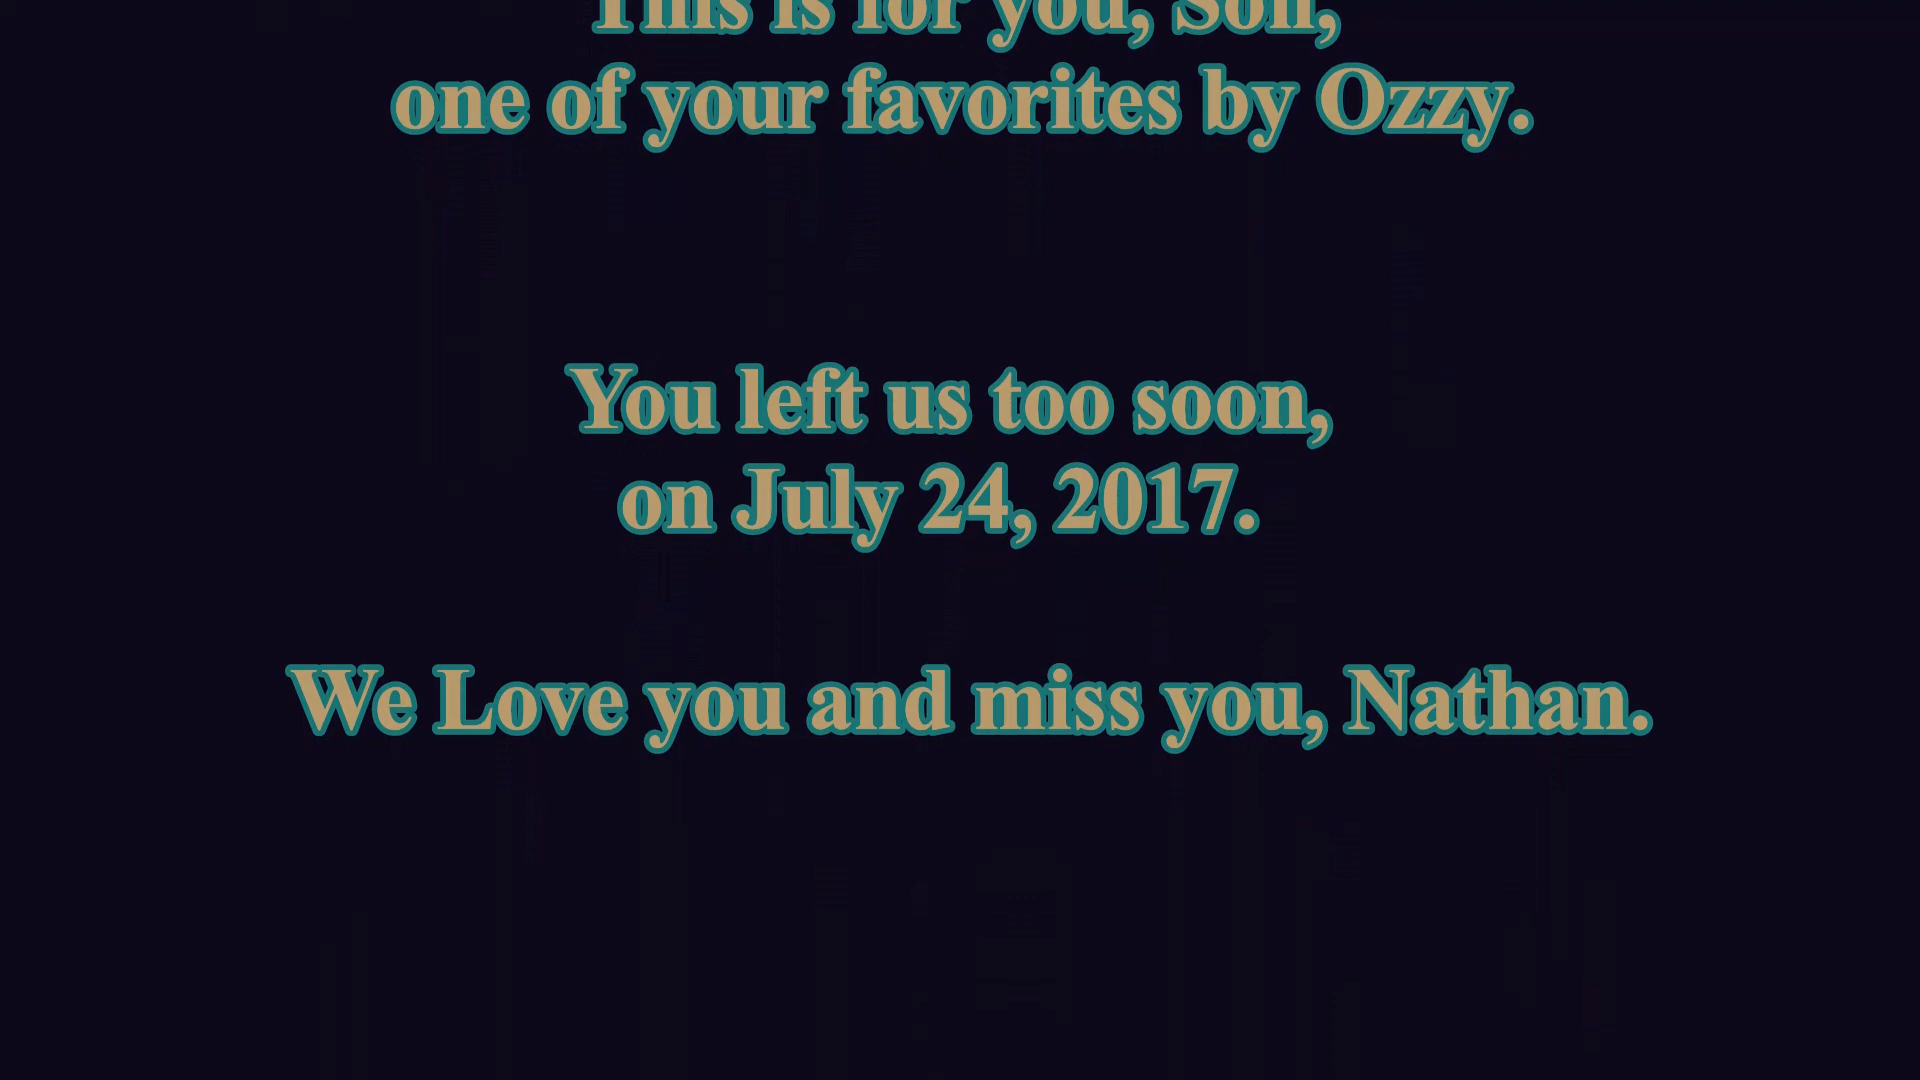 This is for you, Son,
one of your favorites by Ozzy.
You left us too soon,
on July 24, 2017.
We Love you and miss you, Nathan.